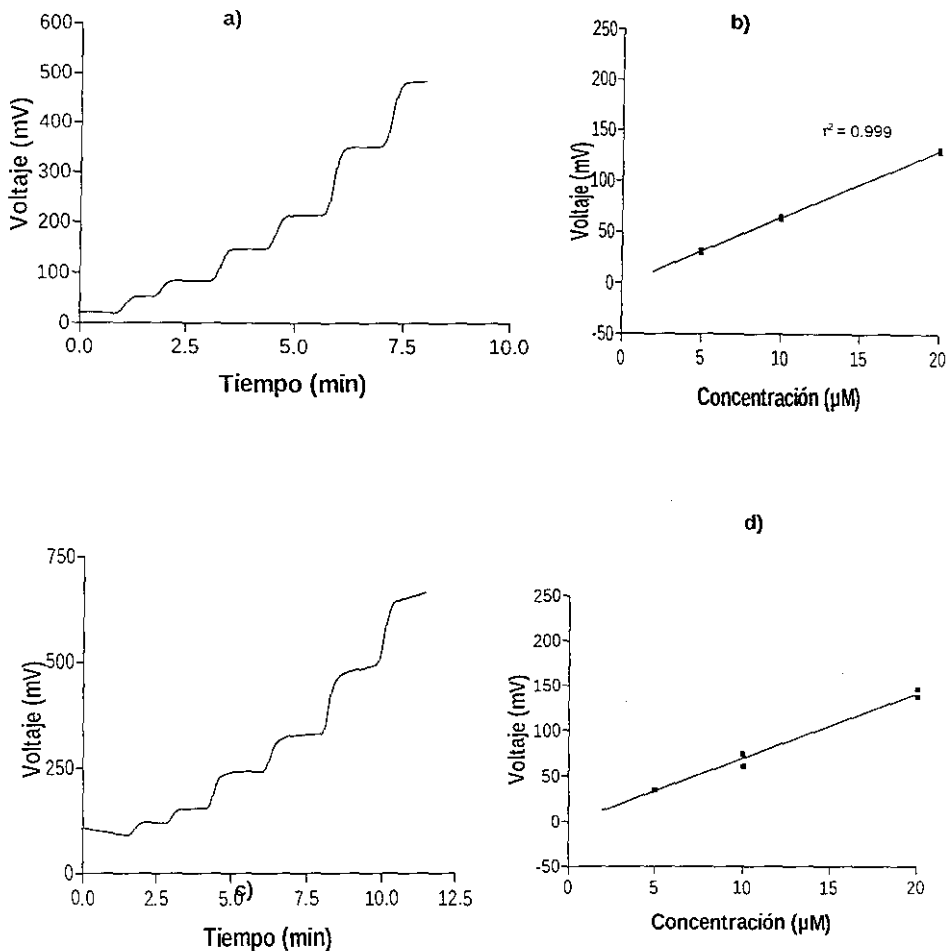 a)
600
500
400
300
200
100
0
Voltaje (mV)
0.0 2.5 5.0 7.5 10.0
Tiempo (min)
b)
250
200
150
100
50
0
-50
Voltaje (mV)
r² = 0.999
0 5 10 15 20
Concentración (µM)
750
500
250
0
Voltaje (mV)
0.0 2.5 5.0 7.5 10.0 12.5
c)
Tiempo (min)
d)
250
200
150
100
50
0
-50
Voltaje (mV)
0 5 10 15 20
Concentración (µM)